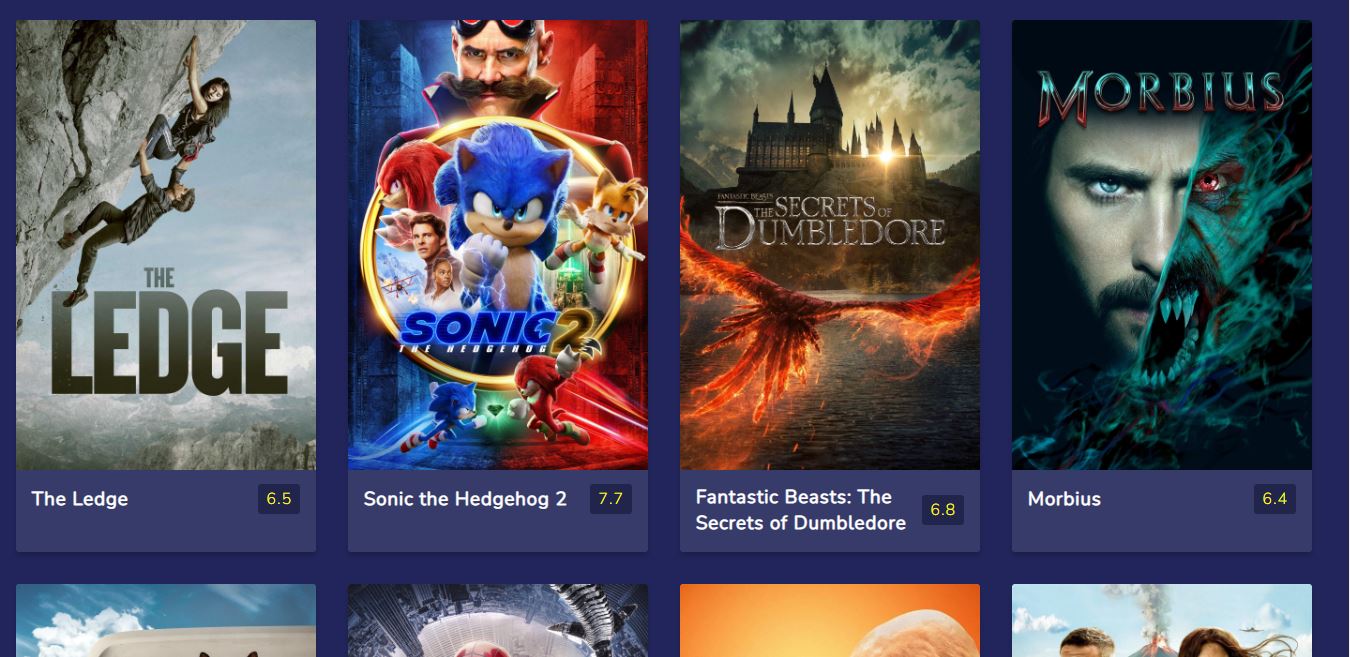 THE
LEDGE
SONIC 2
THE HEDGEHOG
FANTASTIC BEASTS
THE SECRETS OF
DUMBLEDORE
MORBIUS
The Ledge
6.5
Sonic the Hedgehog 2
7.7
Fantastic Beasts: The
Secrets of Dumbledore
6.8
Morbius
6.4